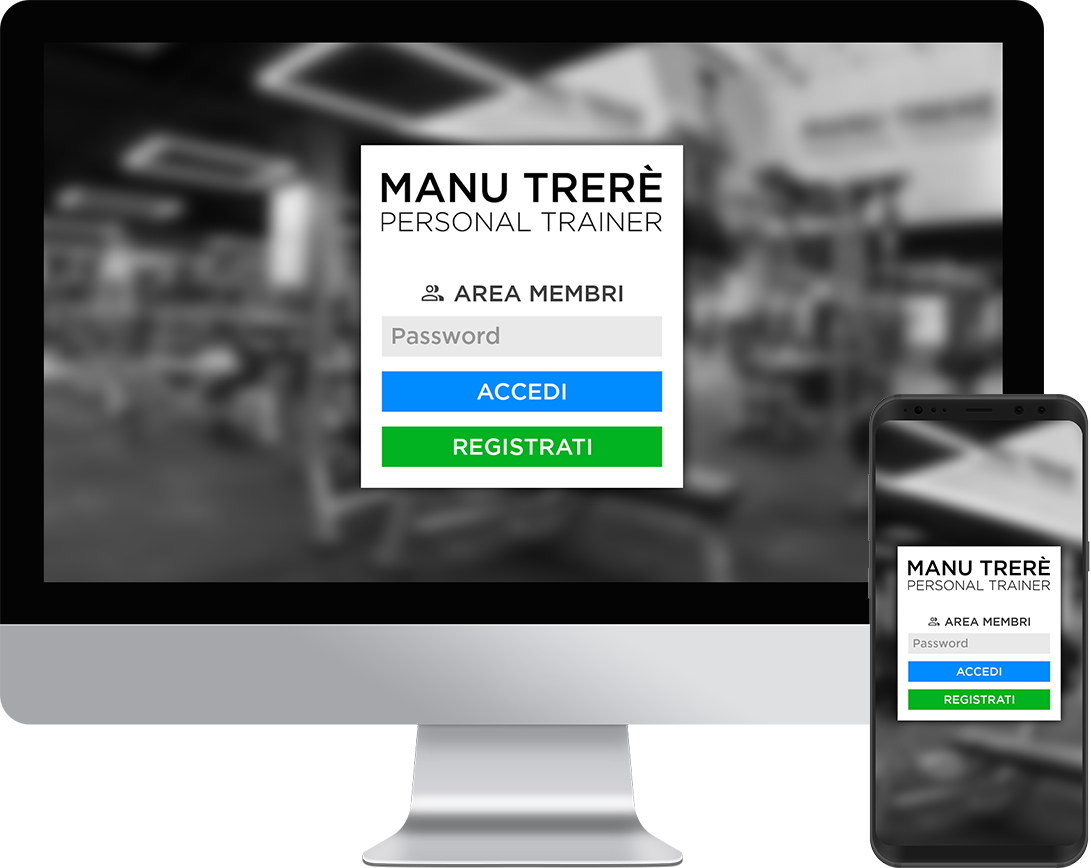 MANU TRERÈ
PERSONAL TRAINER
AREA MEMBRI
Password
ACCEDI
REGISTRATI
MANU TRERÈ
PERSONAL TRAINER
AREA MEMBRI
Password
ACCEDI
REGISTRATI